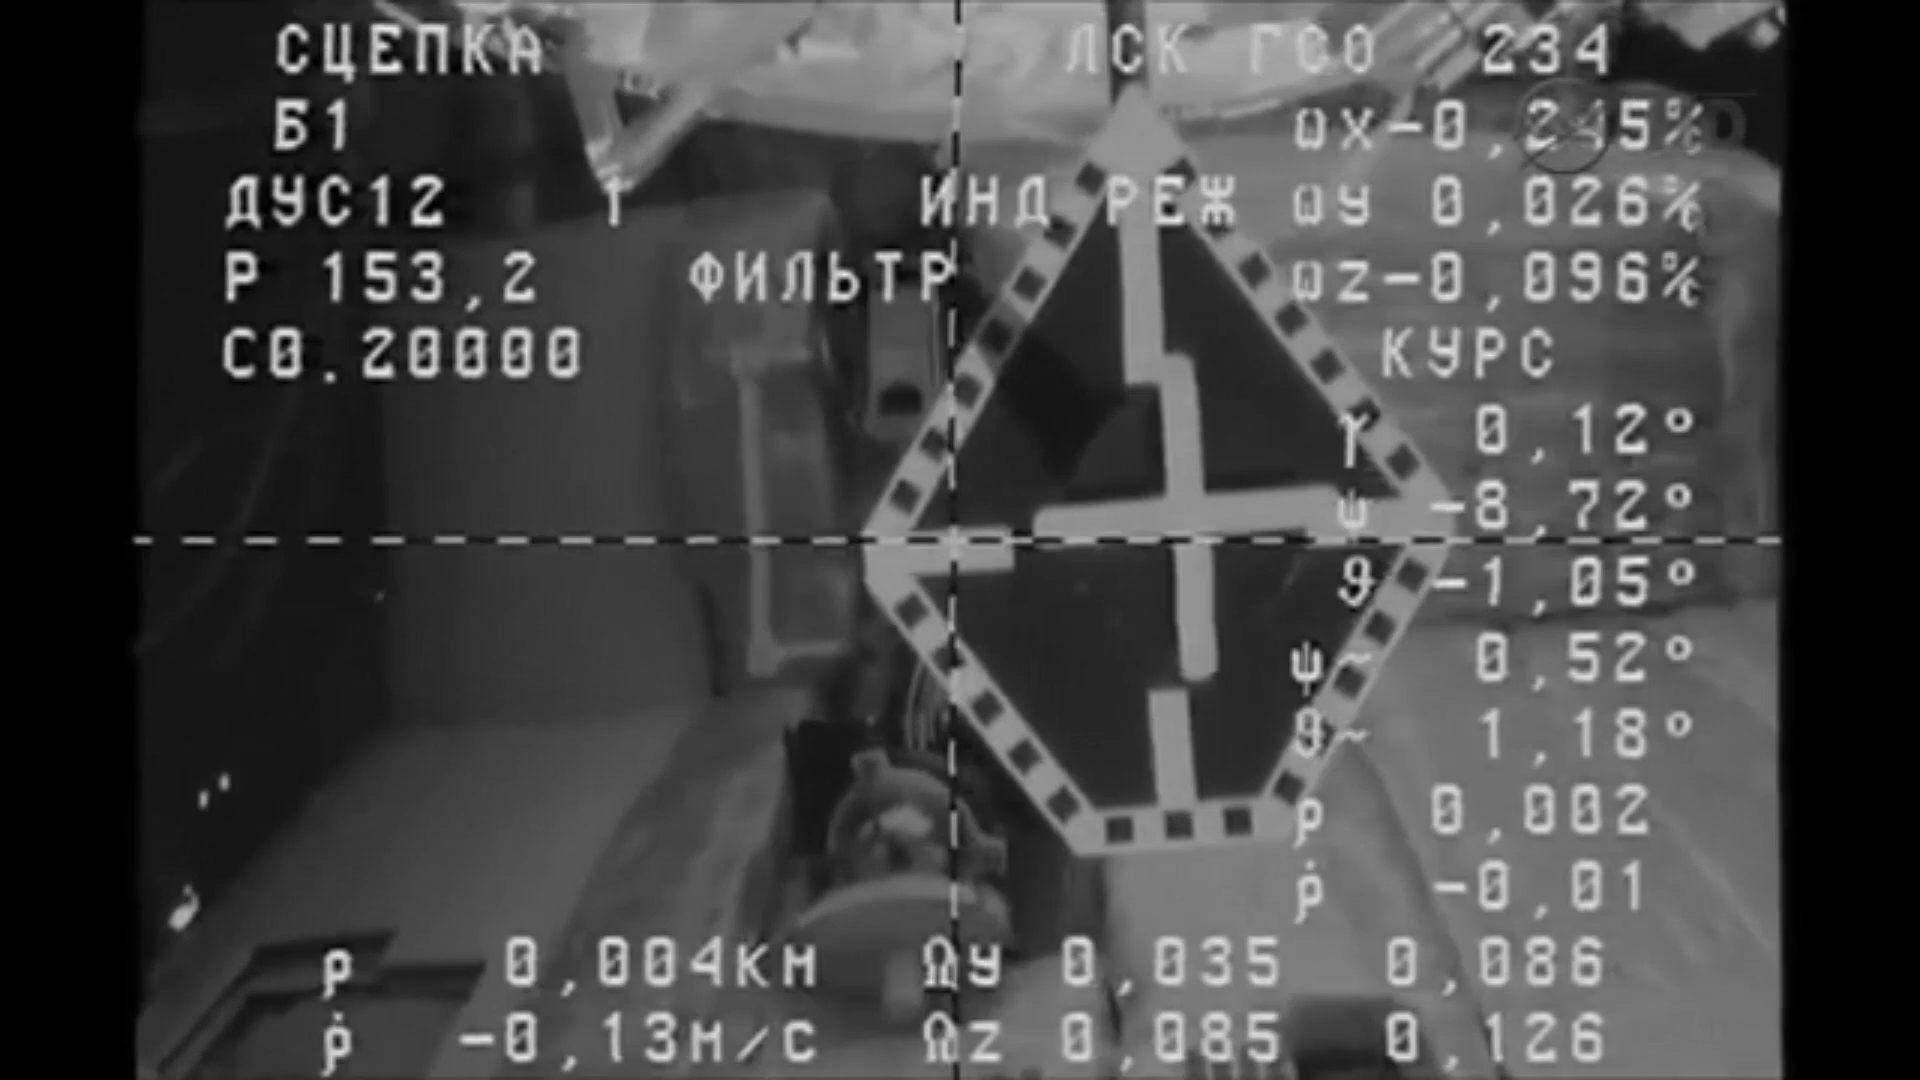 СЦЕПКА ЛСК ГСО 234
Б1 ωX-0,245°/с
ДУС12 1 ИНД РЕЖ ωУ 0,026°/с
Р 153,2 ФИЛЬТР ωZ-0,096°/с
С0.20000 КУРС
γ 0,12°
ψ -8,72°
ϑ -1,05°
ψ~ 0,52°
ϑ~ 1,18°
ρ 0,002
ρ̇ -0,01
ρ 0,004КМ ΩУ 0,035 0,086
ρ̇ -0,13М/С ΩZ 0,085 0,126